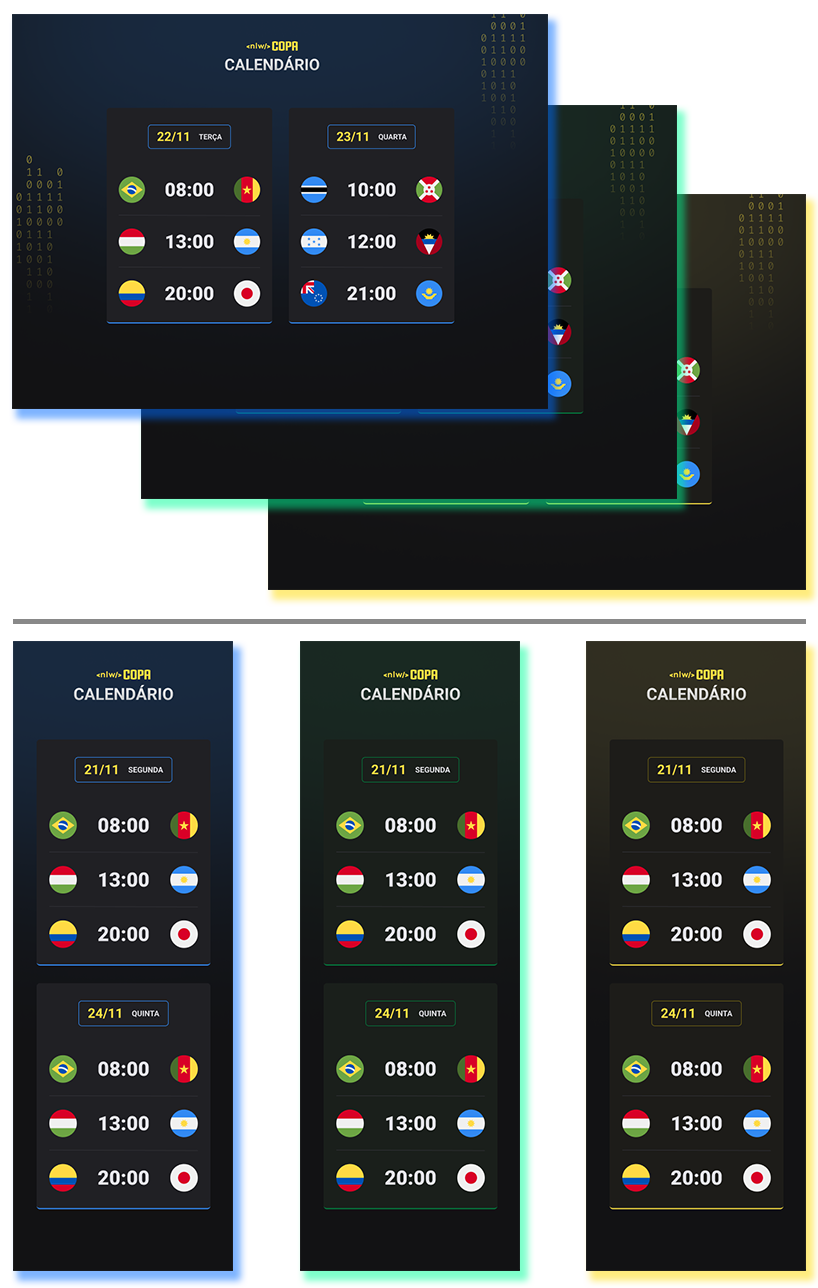 <nlw/> COPA
CALENDÁRIO
22/11 TERÇA
08:00
13:00
20:00
23/11 QUARTA
10:00
12:00
21:00
<nlw/> COPA
CALENDÁRIO
21/11 SEGUNDA
08:00
13:00
20:00
24/11 QUINTA
08:00
13:00
20:00
<nlw/> COPA
CALENDÁRIO
21/11 SEGUNDA
08:00
13:00
20:00
24/11 QUINTA
08:00
13:00
20:00
<nlw/> COPA
CALENDÁRIO
21/11 SEGUNDA
08:00
13:00
20:00
24/11 QUINTA
08:00
13:00
20:00